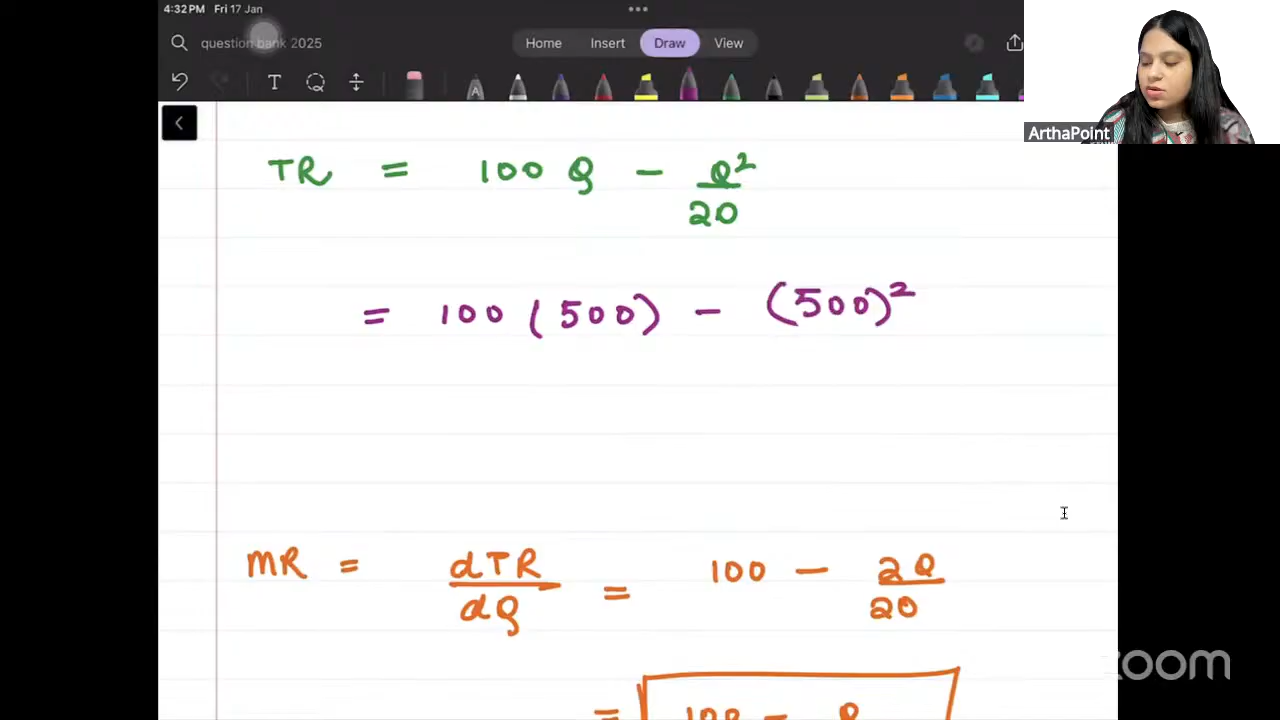 4:32 PM Fri 17 Jan
question bank 2025
Home Insert Draw View
ArthaPoint
TR = 100 Q - Q²/20
= 100 (500) - (500)²
MR = dTR/dQ = 100 - 2Q/20
= 100 - Q
zoom